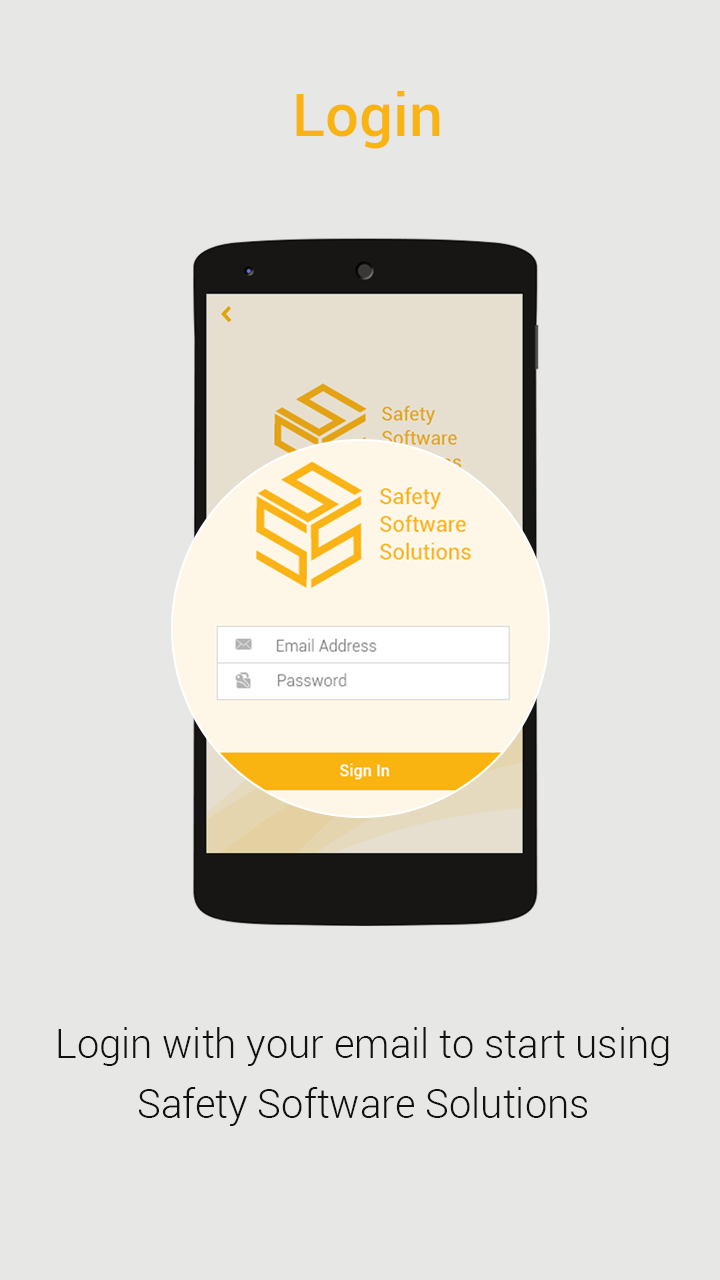 Login
Safety
Software
Safety
Software
Solutions
Email Address
Password
Sign In
Login with your email to start using
Safety Software Solutions